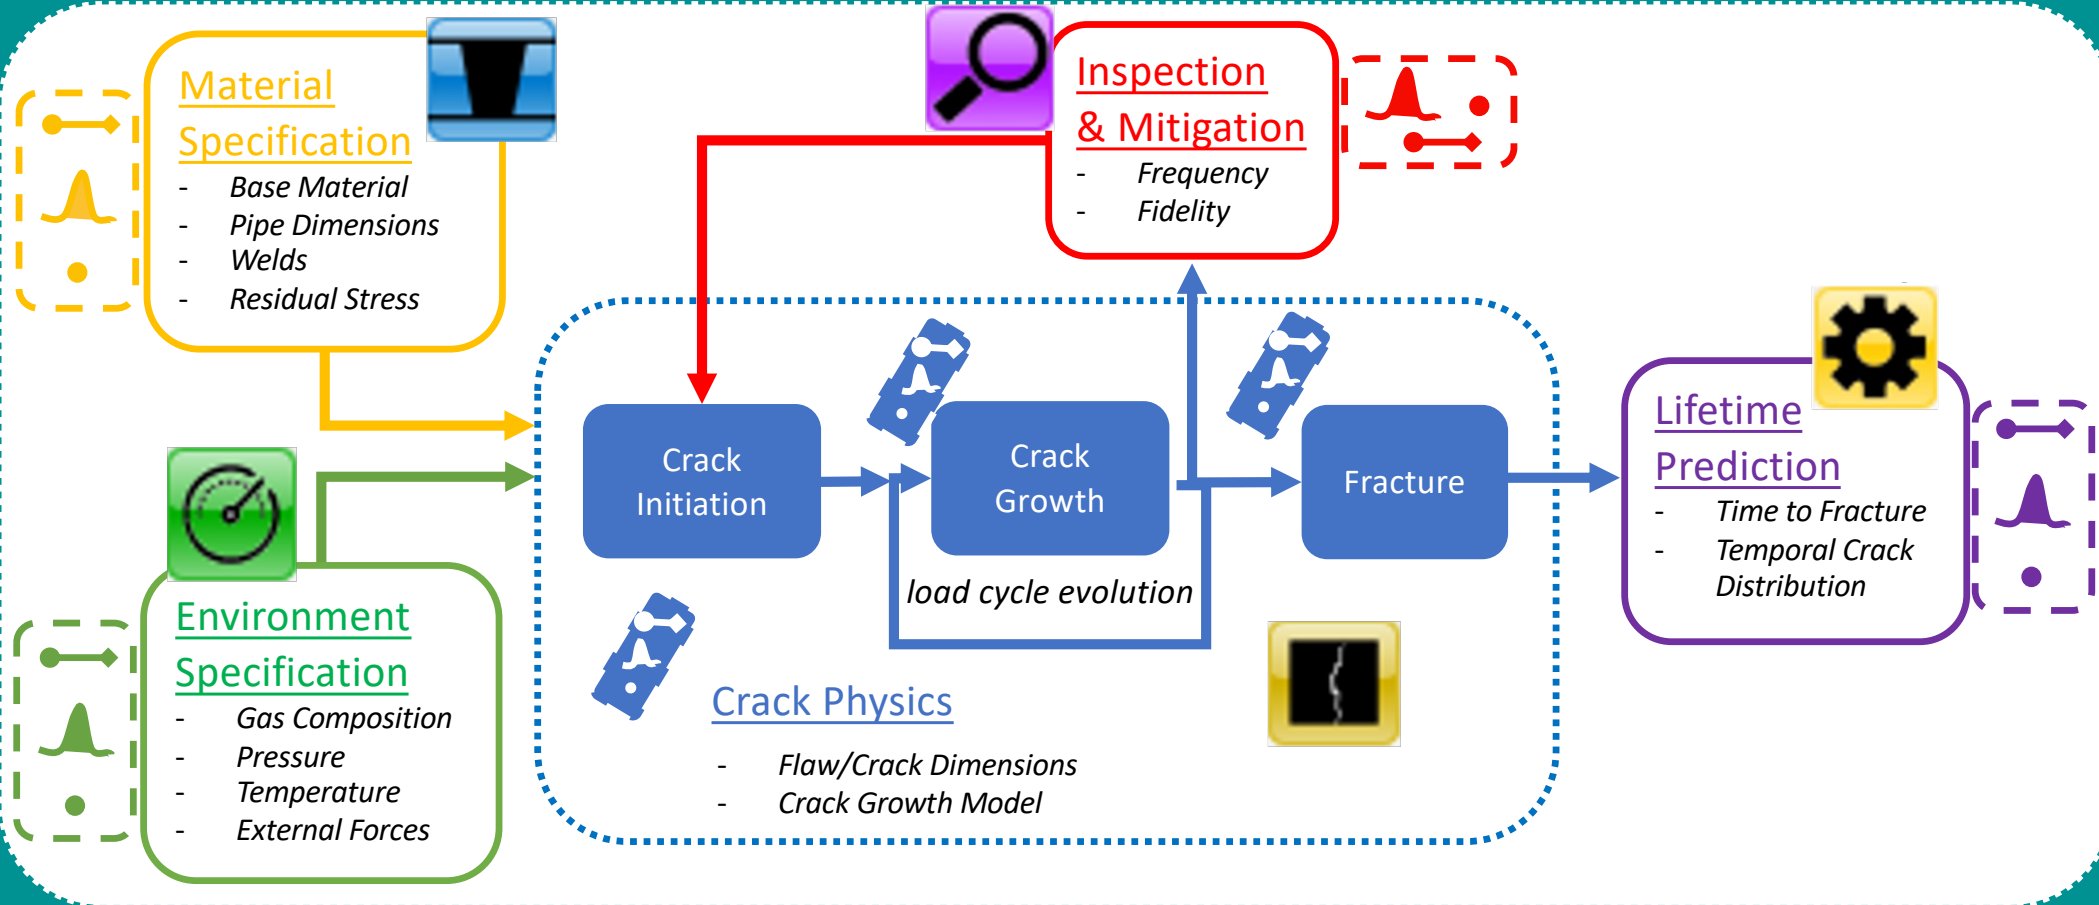 Material
Specification
- Base Material
- Pipe Dimensions
- Welds
- Residual Stress
Inspection
& Mitigation
- Frequency
- Fidelity
Environment
Specification
- Gas Composition
- Pressure
- Temperature
- External Forces
Crack
Initiation
Crack
Growth
Fracture
load cycle evolution
Crack Physics
- Flaw/Crack Dimensions
- Crack Growth Model
Lifetime
Prediction
- Time to Fracture
- Temporal Crack
Distribution